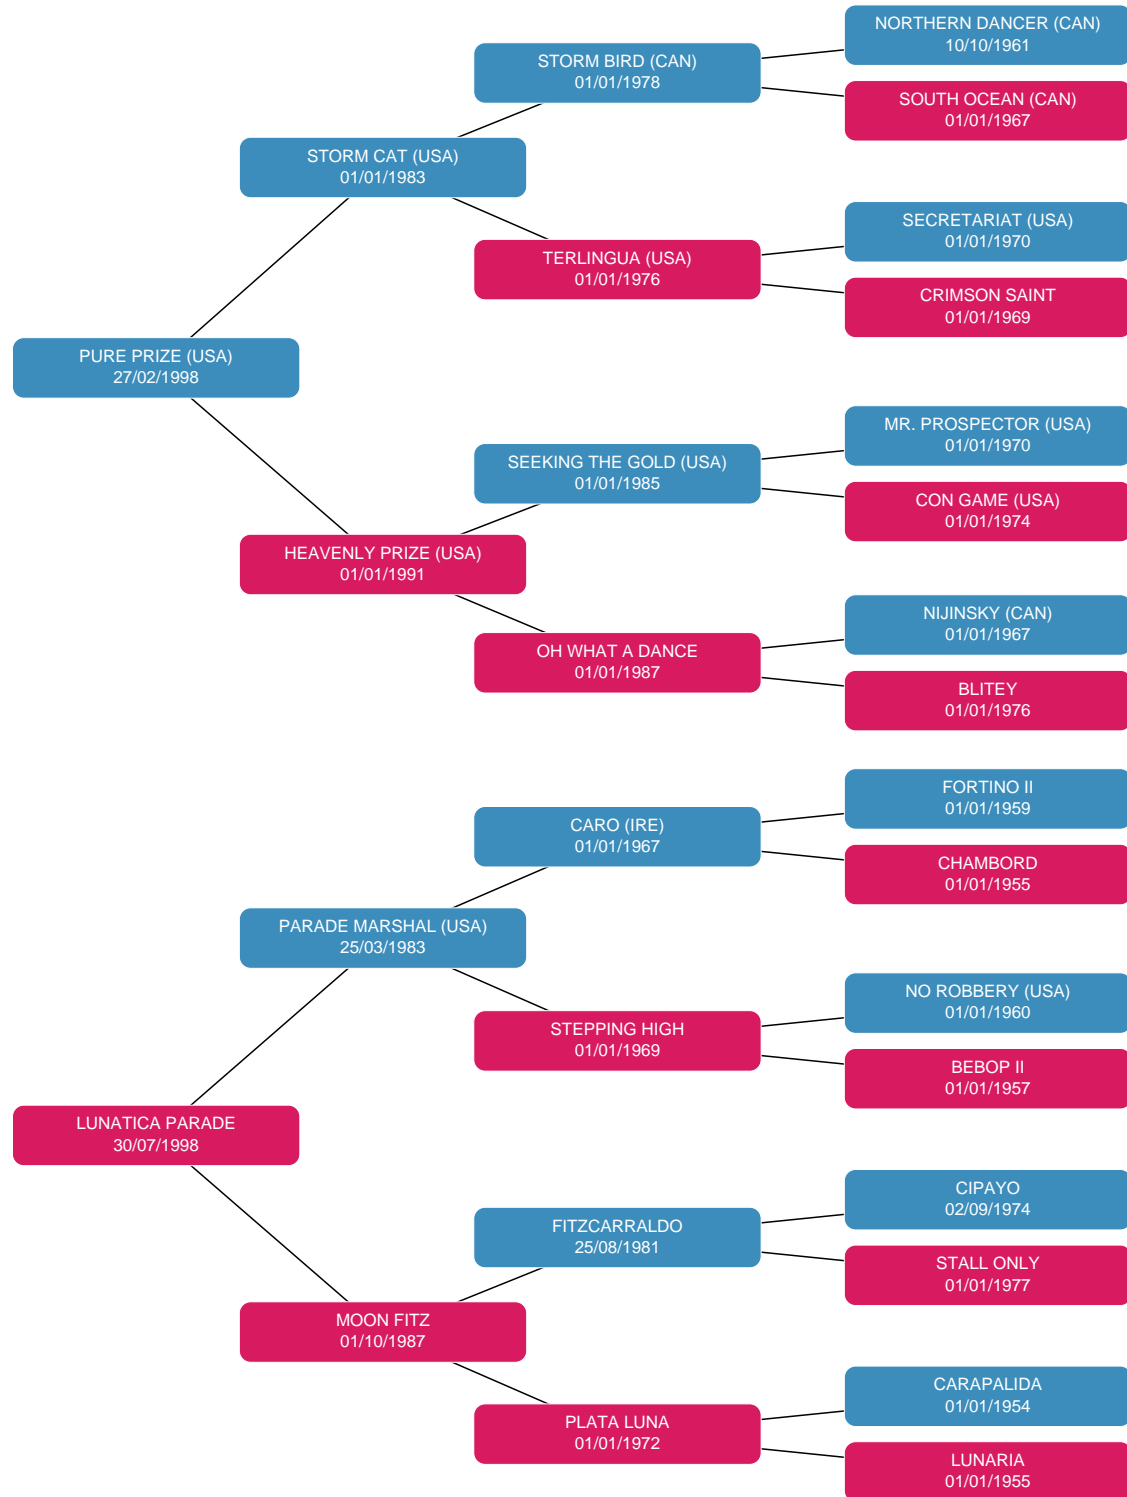 NORTHERN DANCER (CAN)
10/10/1961
STORM BIRD (CAN)
01/01/1978
SOUTH OCEAN (CAN)
01/01/1967
STORM CAT (USA)
01/01/1983
SECRETARIAT (USA)
01/01/1970
TERLINGUA (USA)
01/01/1976
CRIMSON SAINT
01/01/1969
PURE PRIZE (USA)
27/02/1998
MR. PROSPECTOR (USA)
01/01/1970
SEEKING THE GOLD (USA)
01/01/1985
CON GAME (USA)
01/01/1974
HEAVENLY PRIZE (USA)
01/01/1991
NIJINSKY (CAN)
01/01/1967
OH WHAT A DANCE
01/01/1987
BLITEY
01/01/1976
FORTINO II
01/01/1959
CARO (IRE)
01/01/1967
CHAMBORD
01/01/1955
PARADE MARSHAL (USA)
25/03/1983
NO ROBBERY (USA)
01/01/1960
STEPPING HIGH
01/01/1969
BEBOP II
01/01/1957
LUNATICA PARADE
30/07/1998
CIPAYO
02/09/1974
FITZCARRALDO
25/08/1981
STALL ONLY
01/01/1977
MOON FITZ
01/10/1987
CARAPALIDA
01/01/1954
PLATA LUNA
01/01/1972
LUNARIA
01/01/1955